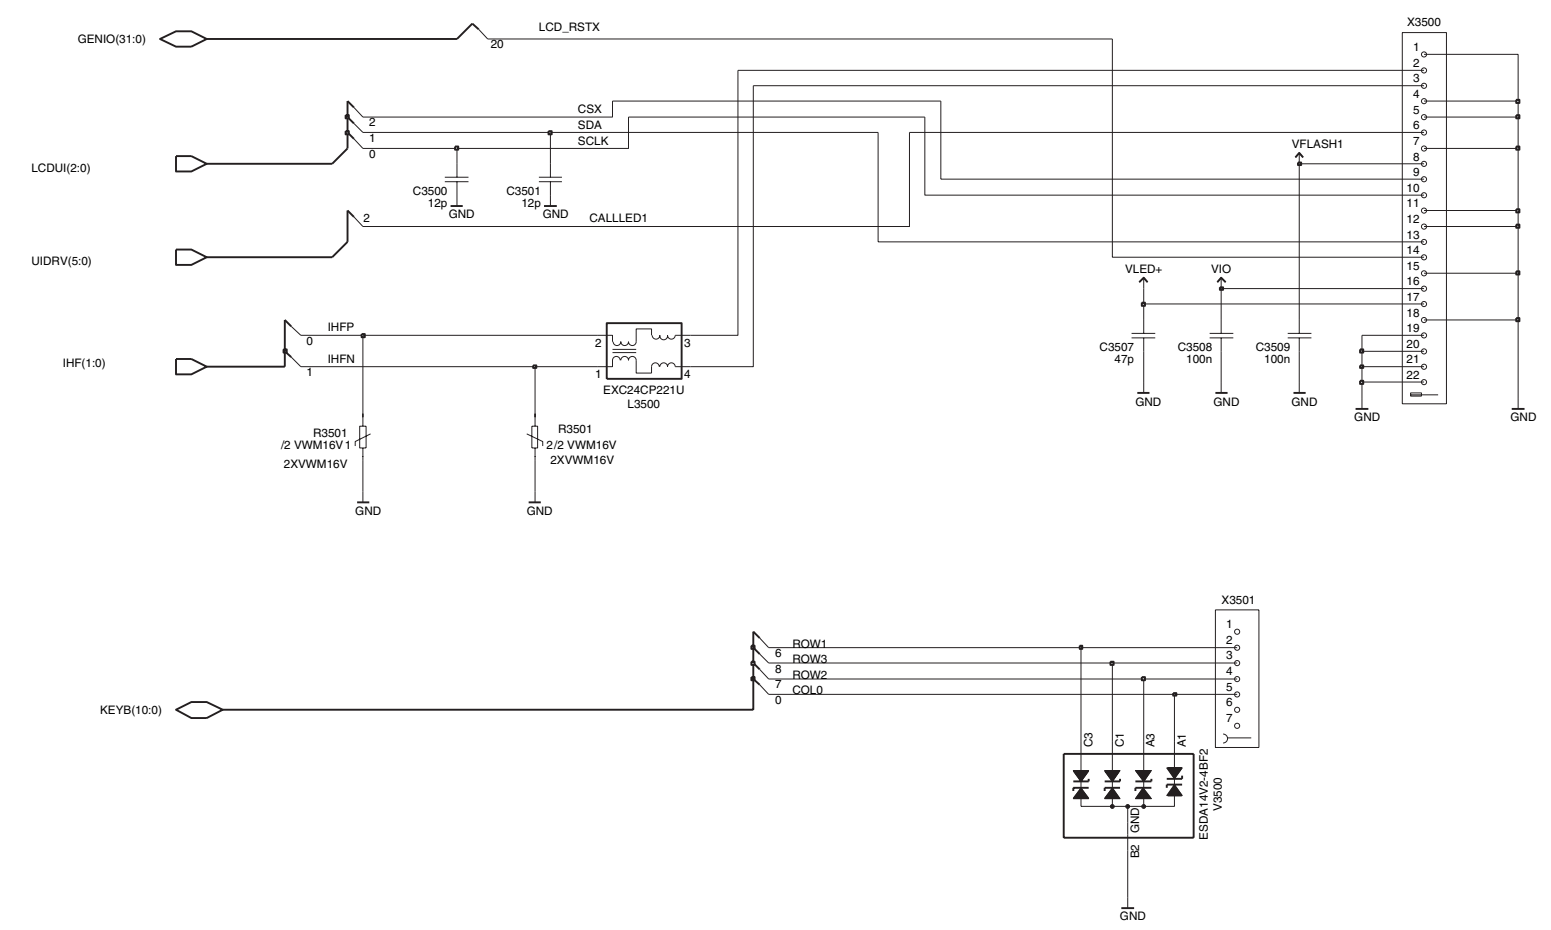 X3500
GENIO(31:0)
20
LCD_RSTX
LCDUI(2:0)
2
CSX
1
SDA
0
SCLK
C3500
12p
GND
C3501
12p
GND
UIDRV(5:0)
2
CALLLED1
IHF(1:0)
0
IHFP
1
IHFN
2
1
3
4
EXC24CP221U
L3500
R3501
/2 VWM16V 1
2XVWM16V
GND
R3501
2/2 VWM16V
2XVWM16V
GND
VLED+
VIO
VFLASH1
C3507
47p
GND
C3508
100n
GND
C3509
100n
GND
1
2
3
4
5
6
7
8
9
10
11
12
13
14
15
16
17
18
19
20
21
22
GND
GND
X3501
1
2
3
4
5
6
7
KEYB(10:0)
6
ROW1
8
ROW3
7
ROW2
0
COL0
C3
C1
A3
A1
GND
B2
ESDA14V2-4BF2
V3500
GND